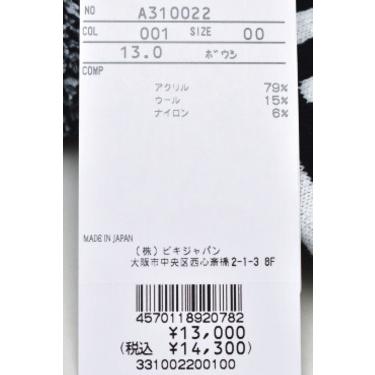 NO A310022
COL 001 SIZE 00
13.0 ボウシ
COMP
アクリル 79%
ウール 15%
ナイロン 6%
MADE IN JAPAN
(株)ビキジャパン
大阪市中央区西心斎橋2-1-3 8F
4570118920782
¥13,000
(税込 ¥14,300)
331002200100